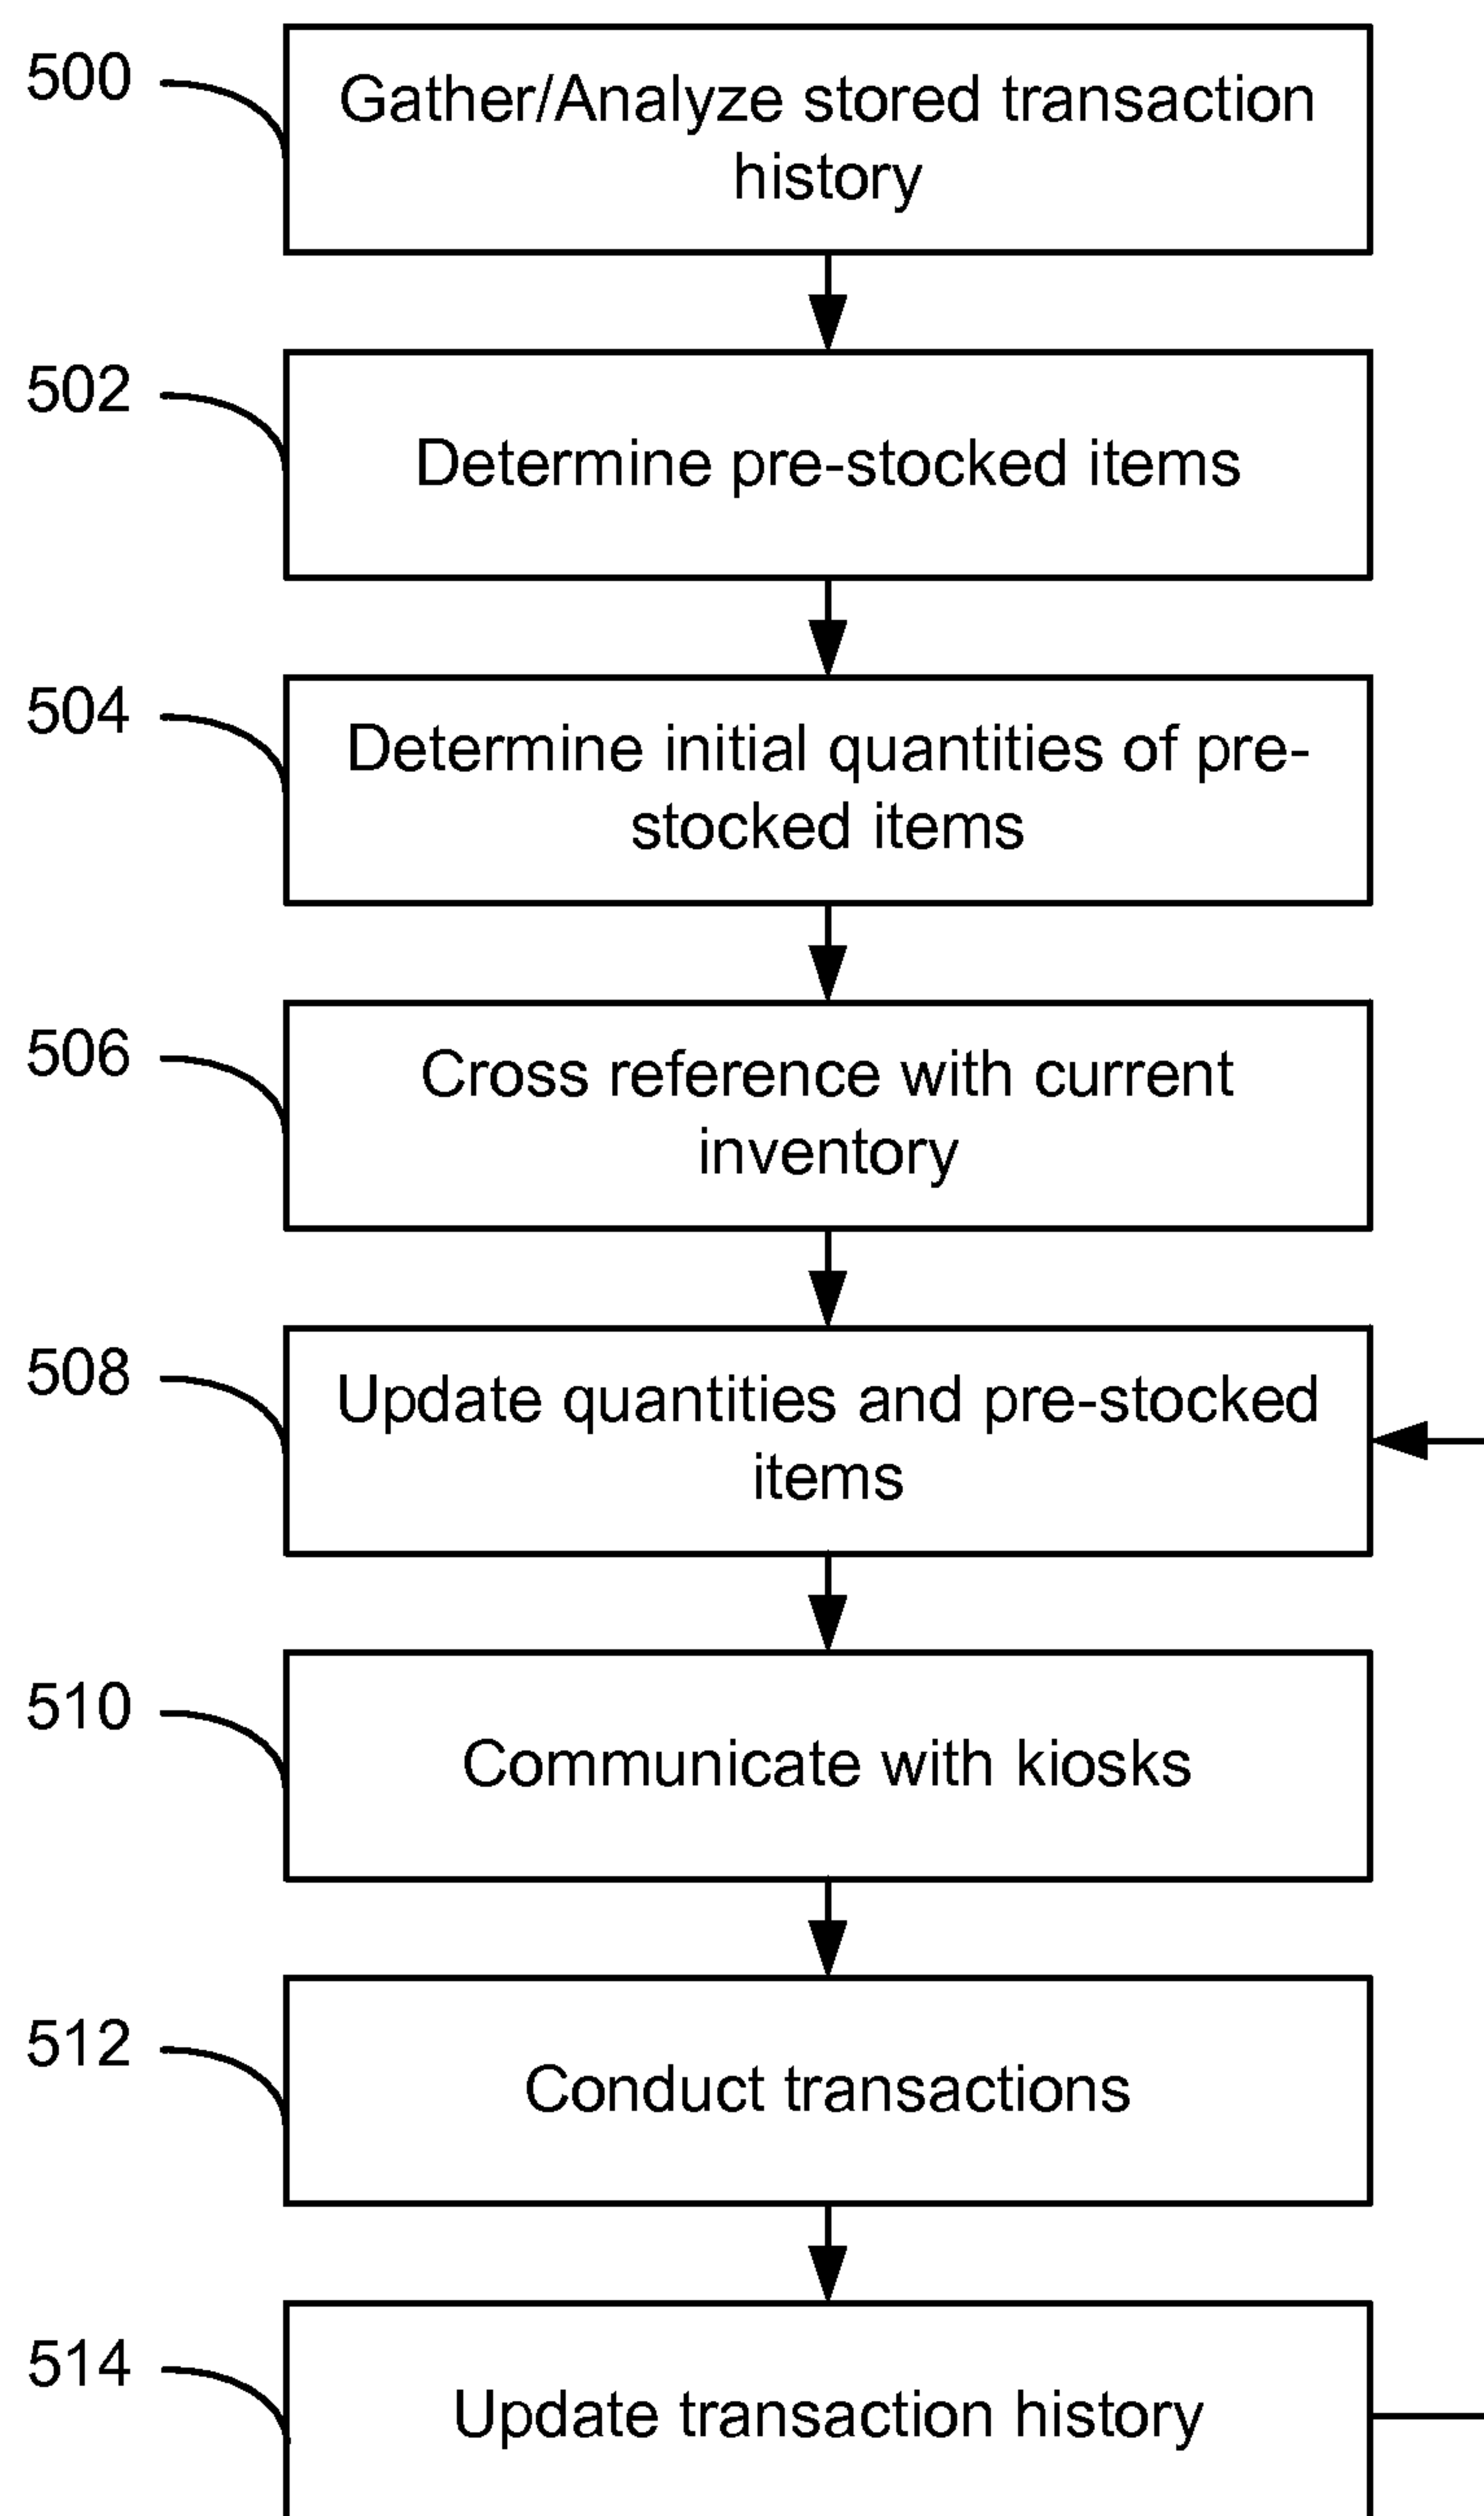 500
Gather/Analyze stored transaction
history
502
Determine pre-stocked items
504
Determine initial quantities of pre-
stocked items
506
Cross reference with current
inventory
508
Update quantities and pre-stocked
items
510
Communicate with kiosks
512
Conduct transactions
514
Update transaction history